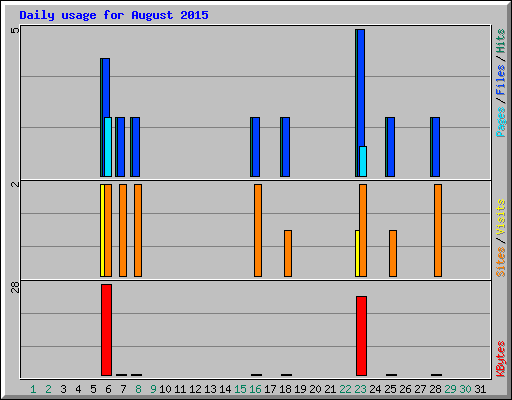 Daily usage for August 2015
5
2
28
Pages / Files / Hits
Sites / Visits
KBytes
1 2 3 4 5 6 7 8 9 10 11 12 13 14 15 16 17 18 19 20 21 22 23 24 25 26 27 28 29 30 31